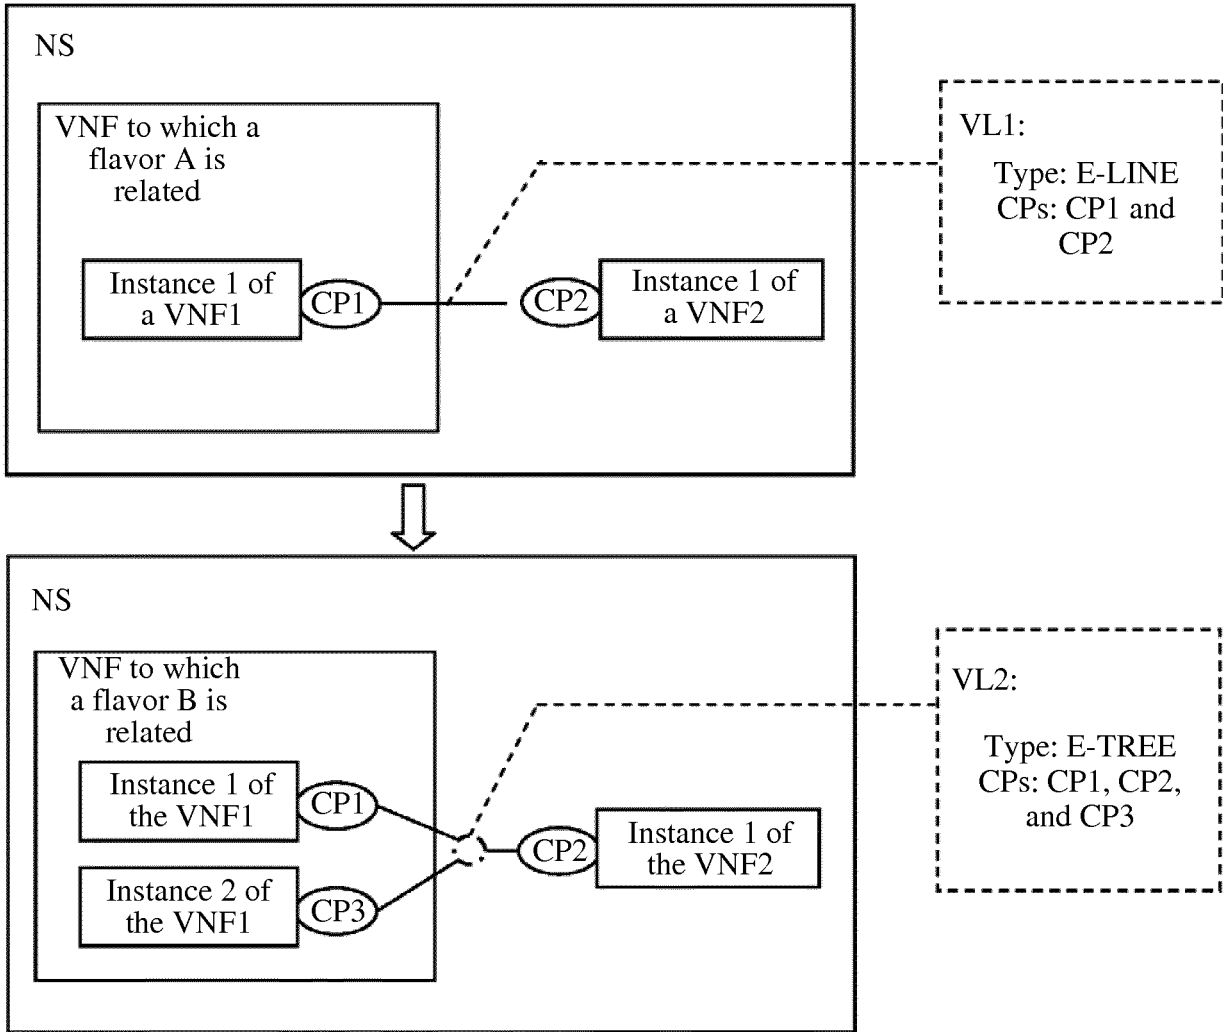 NS
VNF to which a
flavor A is
related
Instance 1 of
a VNF1
CP1
CP2
Instance 1 of
a VNF2
VL1:
Type: E-LINE
CPs: CP1 and
CP2
NS
VNF to which
a flavor B is
related
Instance 1 of
the VNF1
CP1
Instance 2 of
the VNF1
CP3
CP2
Instance 1 of
the VNF2
VL2:
Type: E-TREE
CPs: CP1, CP2,
and CP3